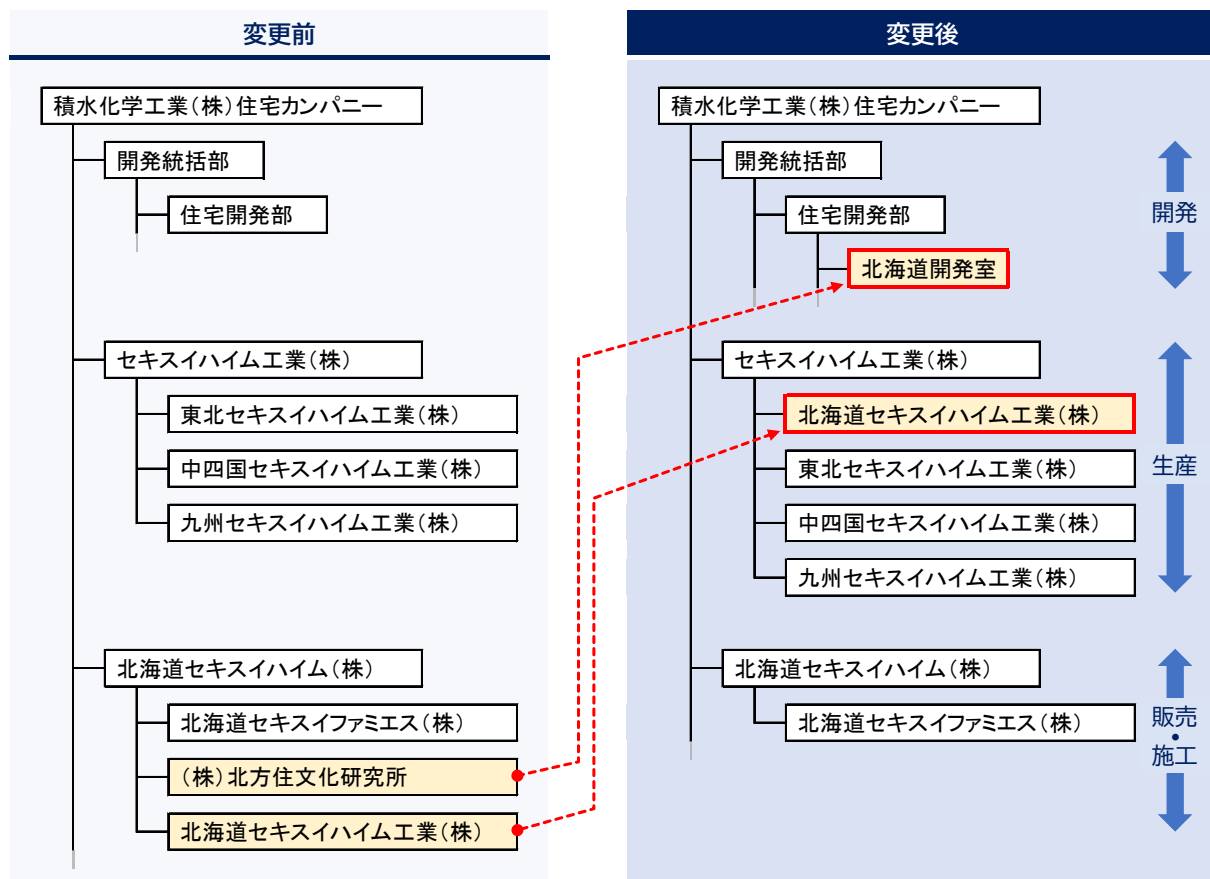 変更前
積水化学工業（株）住宅カンパニー
開発統括部
住宅開発部
セキスイハイム工業（株）
東北セキスイハイム工業（株）
中四国セキスイハイム工業（株）
九州セキスイハイム工業（株）
北海道セキスイハイム（株）
北海道セキスイファミエス（株）
（株）北方住文化研究所
北海道セキスイハイム工業（株）
変更後
積水化学工業（株）住宅カンパニー
開発統括部
住宅開発部
北海道開発室
開発
セキスイハイム工業（株）
北海道セキスイハイム工業（株）
東北セキスイハイム工業（株）
中四国セキスイハイム工業（株）
九州セキスイハイム工業（株）
生産
北海道セキスイハイム（株）
北海道セキスイファミエス（株）
販売
・
施工